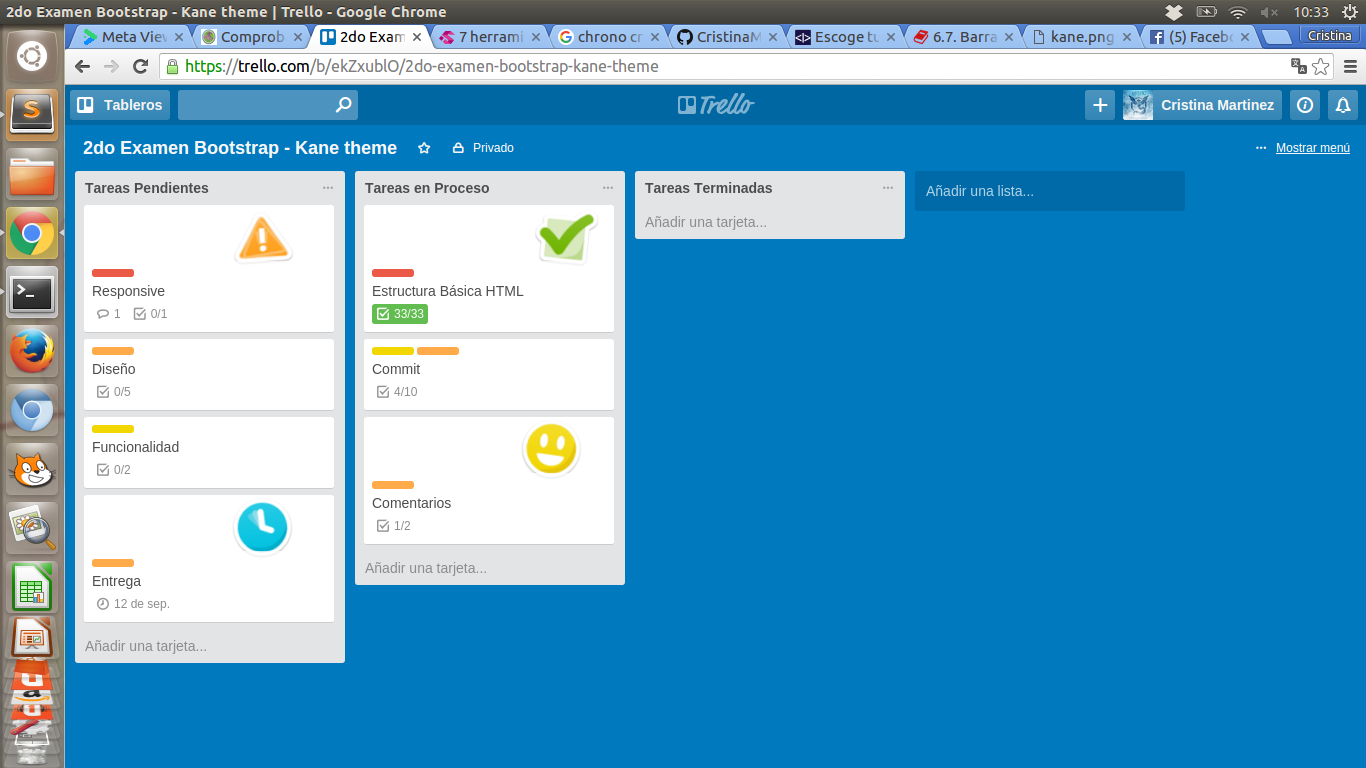 2do Examen Bootstrap - Kane theme | Trello - Google Chrome
10:33
Meta Vie
Comprob
2do Exam
7 herrami
chrono cr
CristinaM
Escoge tu
6.7. Barra
kane.png
(5) Facebo
Cristina
https://trello.com/b/ekZxublO/2do-examen-bootstrap-kane-theme
Tableros
Trello
Cristina Martinez
2do Examen Bootstrap - Kane theme
Privado
Mostrar menú
Tareas Pendientes
Responsive
1 0/1
Diseño
0/5
Funcionalidad
0/2
Entrega
12 de sep.
Añadir una tarjeta...
Tareas en Proceso
Estructura Básica HTML
33/33
Commit
4/10
Comentarios
1/2
Añadir una tarjeta...
Tareas Terminadas
Añadir una tarjeta...
Añadir una lista...